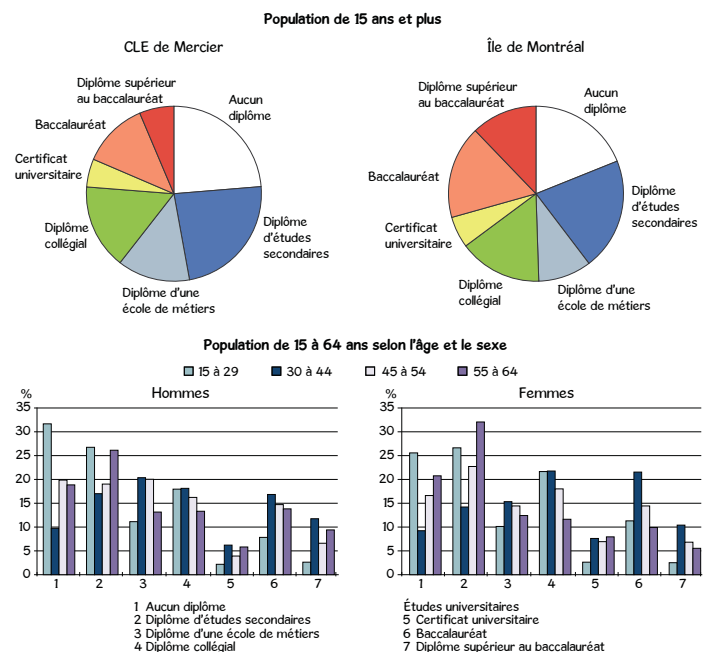 Population de 15 ans et plus
CLE de Mercier
Diplôme supérieur
au baccalauréat
Aucun
diplôme
Baccalauréat
Certificat
universitaire
Diplôme
collégial
Diplôme
d'études
secondaires
Diplôme d'une
école de métiers
Île de Montréal
Diplôme supérieur
au baccalauréat
Aucun
diplôme
Baccalauréat
Diplôme
d'études
secondaires
Certificat
universitaire
Diplôme
collégial
Diplôme d'une
école de métiers
Population de 15 à 64 ans selon l'âge et le sexe
15 à 29 30 à 44 45 à 54 55 à 64
% Hommes
35
30
25
20
15
10
5
0
1 2 3 4 5 6 7
% Femmes
35
30
25
20
15
10
5
0
1 2 3 4 5 6 7
1 Aucun diplôme
2 Diplôme d'études secondaires
3 Diplôme d'une école de métiers
4 Diplôme collégial
Études universitaires
5 Certificat universitaire
6 Baccalauréat
7 Diplôme supérieur au baccalauréat